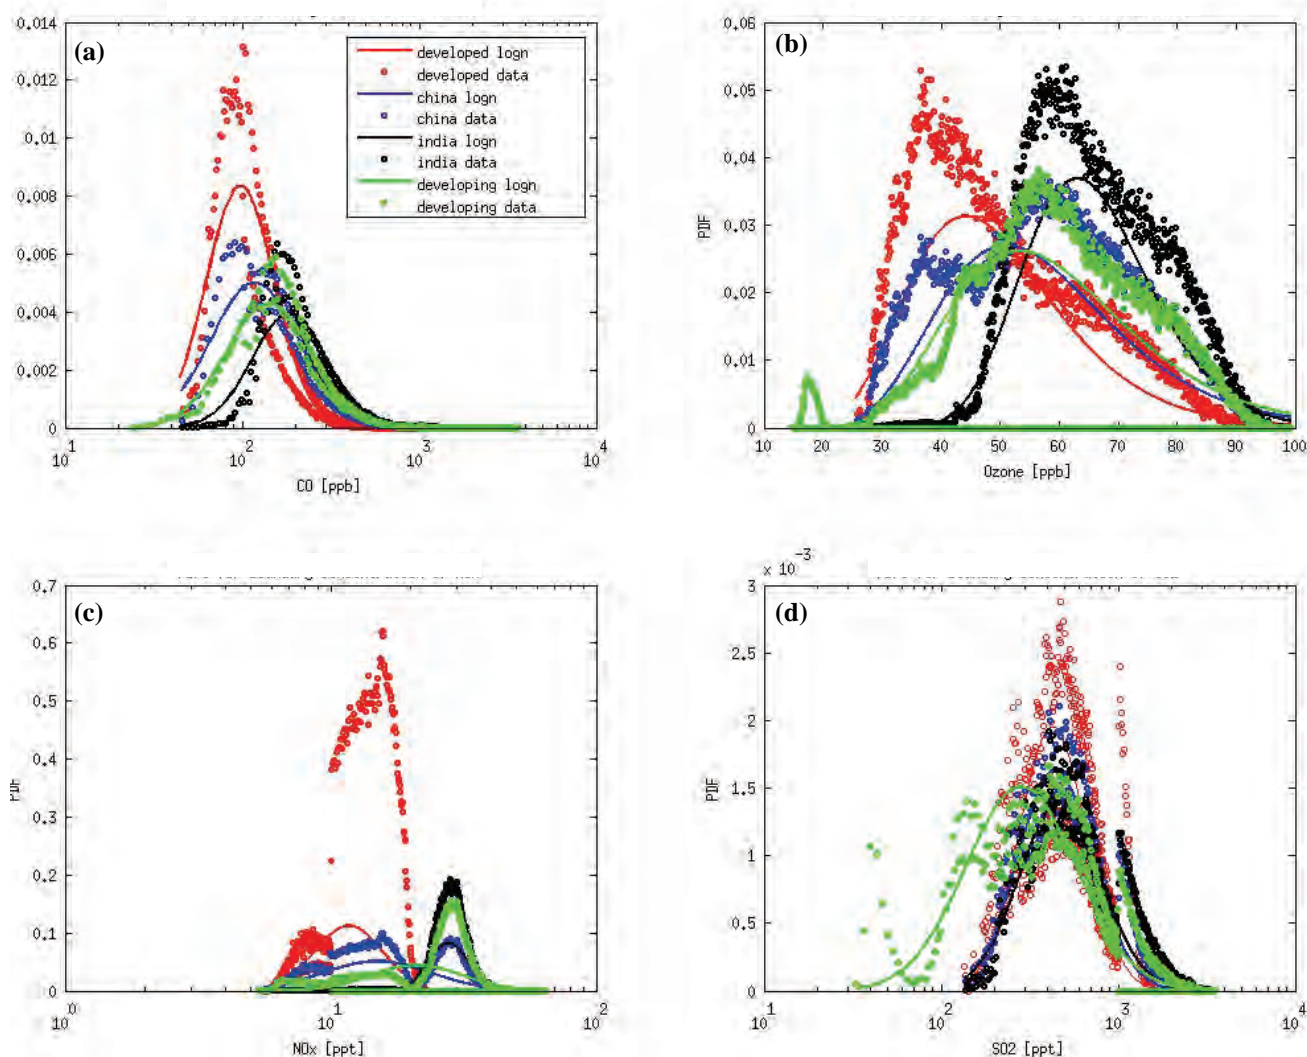 (a)
0.014
0.012
0.01
0.008
0.006
0.004
0.002
0
developed logn
developed data
china logn
china data
india logn
india data
developing logn
developing data
10^1 10^2 10^3 10^4
CO [ppb]
(b)
0.06
0.05
0.04
0.03
0.02
0.01
0
PDF
10 20 30 40 50 60 70 80 90 100
Ozone [ppb]
(c)
0.7
0.6
0.5
0.4
0.3
0.2
0.1
0
PDF
10^0 10^1 10^2
NOx [ppt]
x 10^-3
(d)
3
2.5
2
1.5
1
0.5
0
PDF
10^1 10^2 10^3 10^4
SO2 [ppt]